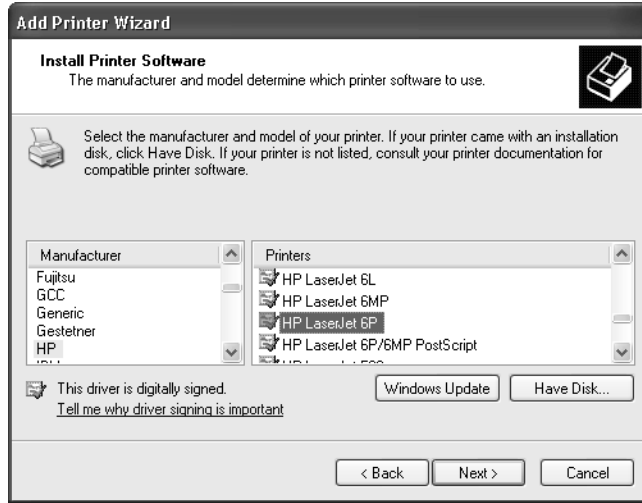 Add Printer Wizard
Install Printer Software
The manufacturer and model determine which printer software to use.
Select the manufacturer and model of your printer. If your printer came with an installation
disk, click Have Disk. If your printer is not listed, consult your printer documentation for
compatible printer software.
Manufacturer
Fujitsu
GCC
Generic
Gestetner
HP
Printers
HP LaserJet 6L
HP LaserJet 6MP
HP LaserJet 6P
HP LaserJet 6P/6MP PostScript
This driver is digitally signed.
Tell me why driver signing is important
Windows Update
Have Disk...
< Back
Next >
Cancel